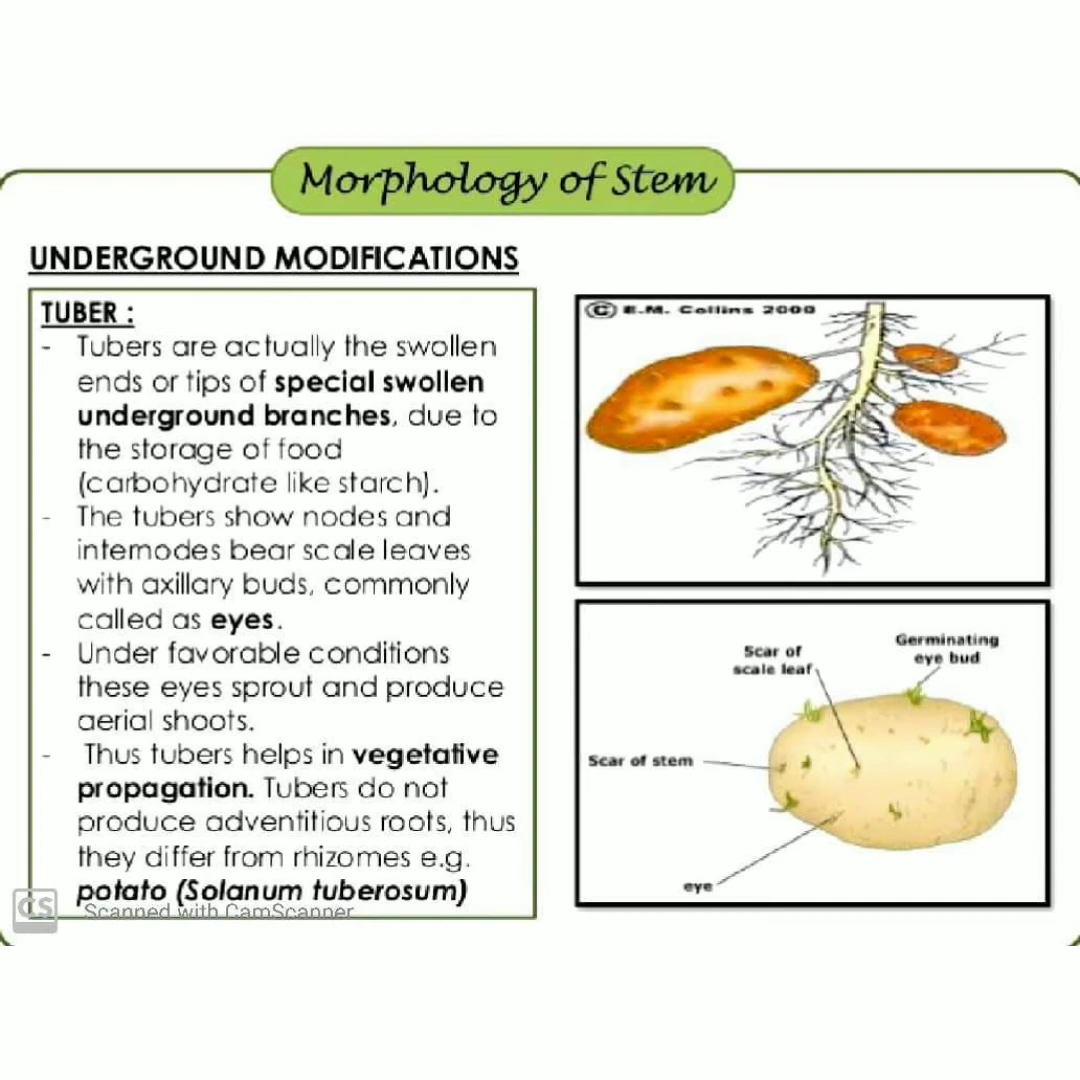 Morphology of Stem
UNDERGROUND MODIFICATIONS
TUBER :
- Tubers are actually the swollen
ends or tips of special swollen
underground branches, due to
the storage of food
(carbohydrate like starch).
- The tubers show nodes and
internodes bear scale leaves
with axillary buds, commonly
called as eyes.
- Under favorable conditions
these eyes sprout and produce
aerial shoots.
- Thus tubers helps in vegetative
propagation. Tubers do not
produce adventitious roots, thus
they differ from rhizomes e.g.
potato (Solanum tuberosum)
CS Scanned with CamScanner
© E.M. Collins 2000
Scar of
scale leaf
Germinating
eye bud
Scar of stem
eye